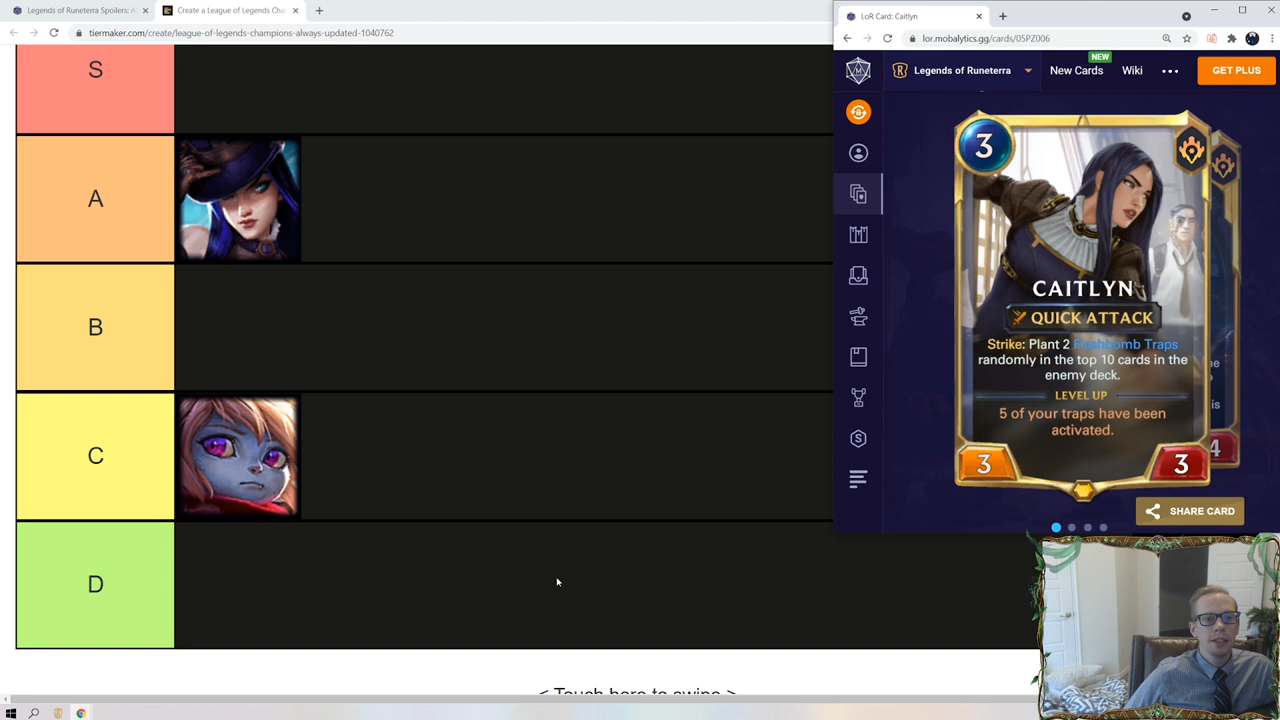 Legends of Runeterra Spoilers: A
Create a League of Legends Cha
tiermaker.com/create/league-of-legends-champions-always-updated-1040762
S
A
B
C
D
< Touch here to swipe >
LoR Card: Caitlyn
lor.mobalytics.gg/cards/05PZ006
Legends of Runeterra
New Cards
NEW
Wiki
GET PLUS
3
CAITLYN
QUICK ATTACK
Strike: Plant 2 Flashbomb Traps
randomly in the top 10 cards in the
enemy deck.
LEVEL UP
5 of your traps have been
activated.
3
3
4
SHARE CARD